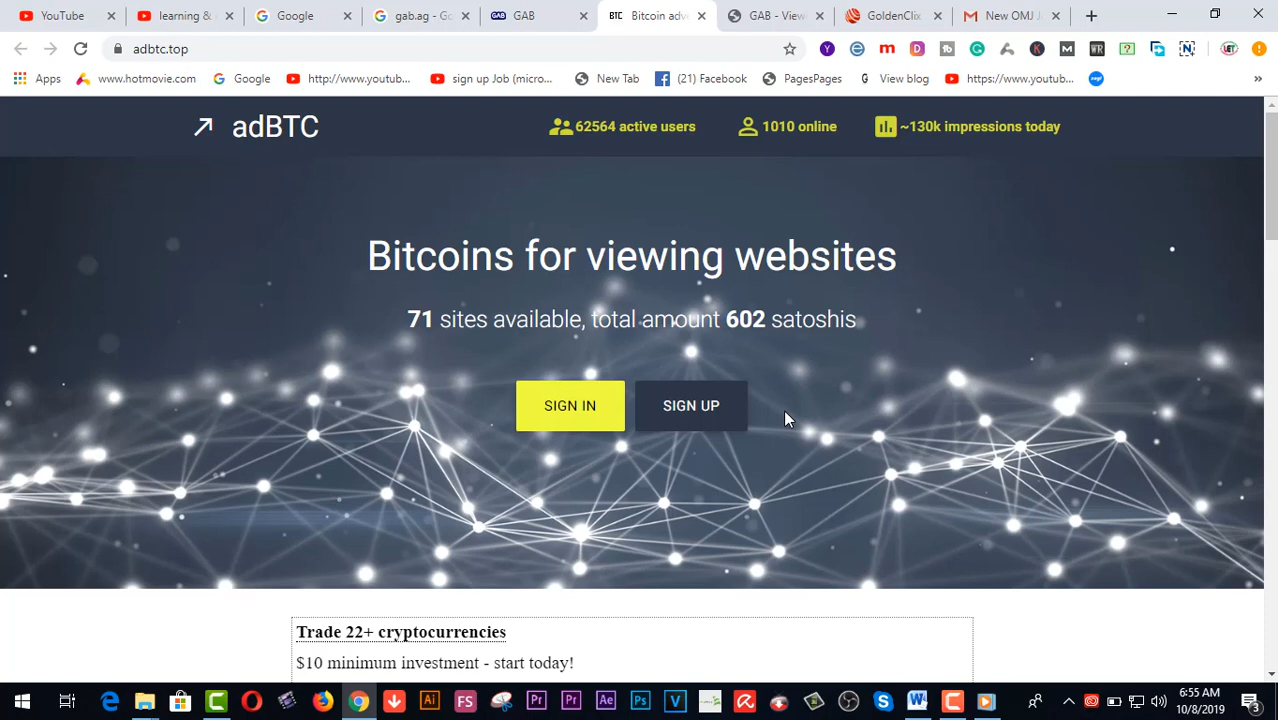 YouTube
learning &
Google
gab.ag - Go
GAB
BTC Bitcoin adv
GAB - View
GoldenClix
New OMJ J
adbtc.top
Apps
www.hotmovie.com
Google
http://www.youtub...
sign up Job (micro...
New Tab
(21) Facebook
PagesPages
View blog
https://www.youtub...
adBTC
62564 active users
1010 online
~130k impressions today
Bitcoins for viewing websites
71 sites available, total amount 602 satoshis
SIGN IN
SIGN UP
Trade 22+ cryptocurrencies
$10 minimum investment - start today!
6:55 AM
10/8/2019